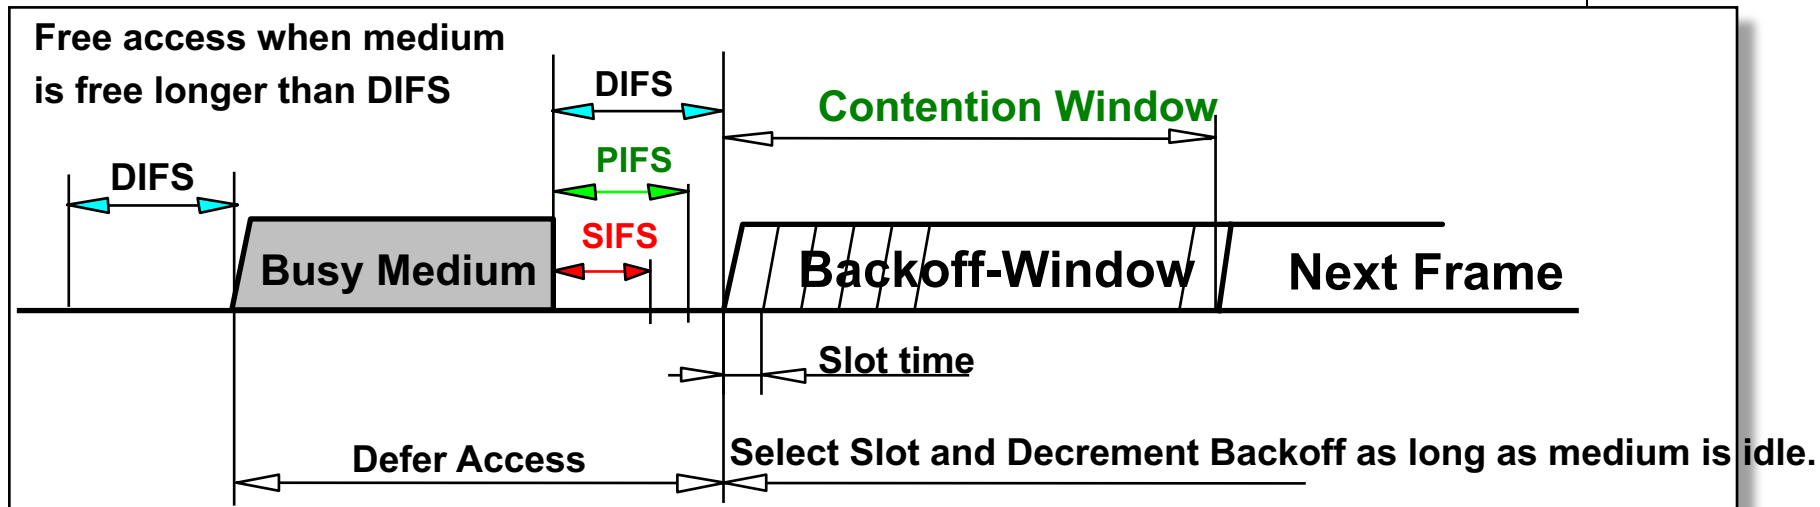 Free access when medium
is free longer than DIFS
DIFS
Contention Window
PIFS
DIFS
SIFS
Busy Medium
Backoff-Window
Next Frame
Slot time
Defer Access
Select Slot and Decrement Backoff as long as medium is idle.